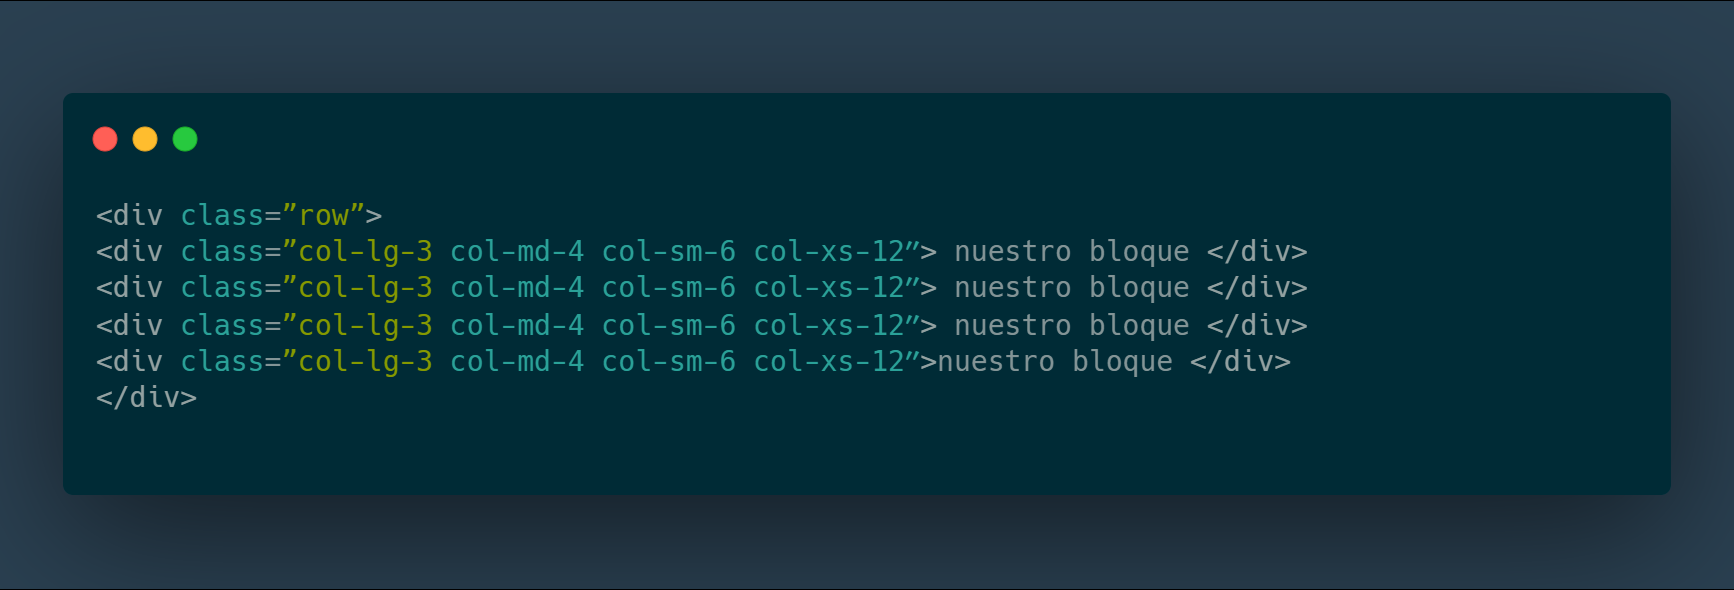 <div class=”row”>
<div class=”col-lg-3 col-md-4 col-sm-6 col-xs-12”> nuestro bloque </div>
<div class=”col-lg-3 col-md-4 col-sm-6 col-xs-12”> nuestro bloque </div>
<div class=”col-lg-3 col-md-4 col-sm-6 col-xs-12”> nuestro bloque </div>
<div class=”col-lg-3 col-md-4 col-sm-6 col-xs-12”>nuestro bloque </div>
</div>